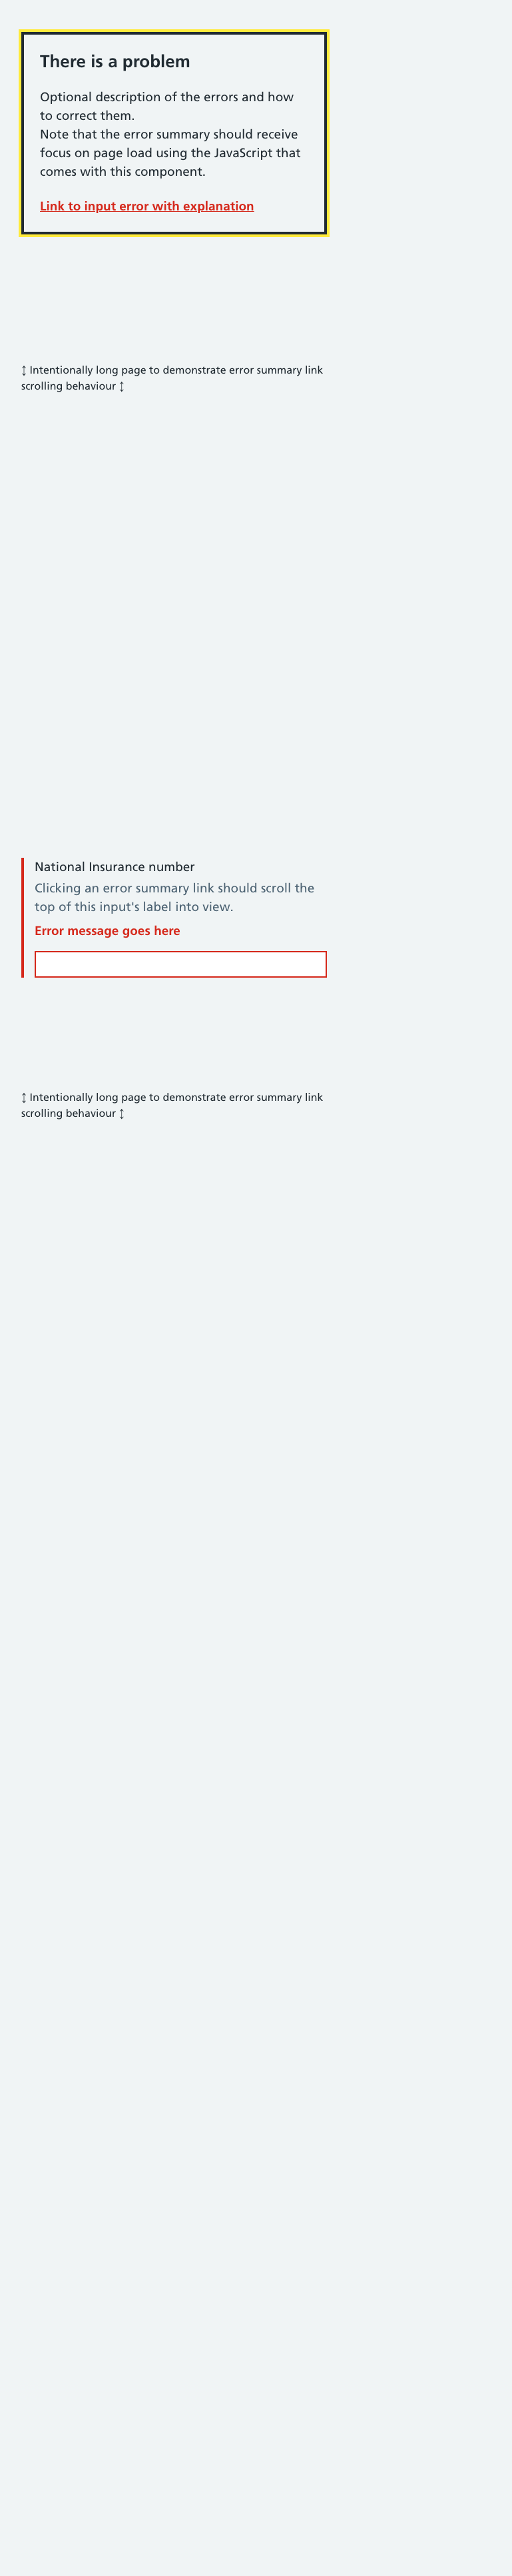 There is a problem
Optional description of the errors and how
to correct them.
Note that the error summary should receive
focus on page load using the JavaScript that
comes with this component.
Link to input error with explanation
↕ Intentionally long page to demonstrate error summary link
scrolling behaviour ↕
National Insurance number
Clicking an error summary link should scroll the
top of this input's label into view.
Error message goes here
↕ Intentionally long page to demonstrate error summary link
scrolling behaviour ↕